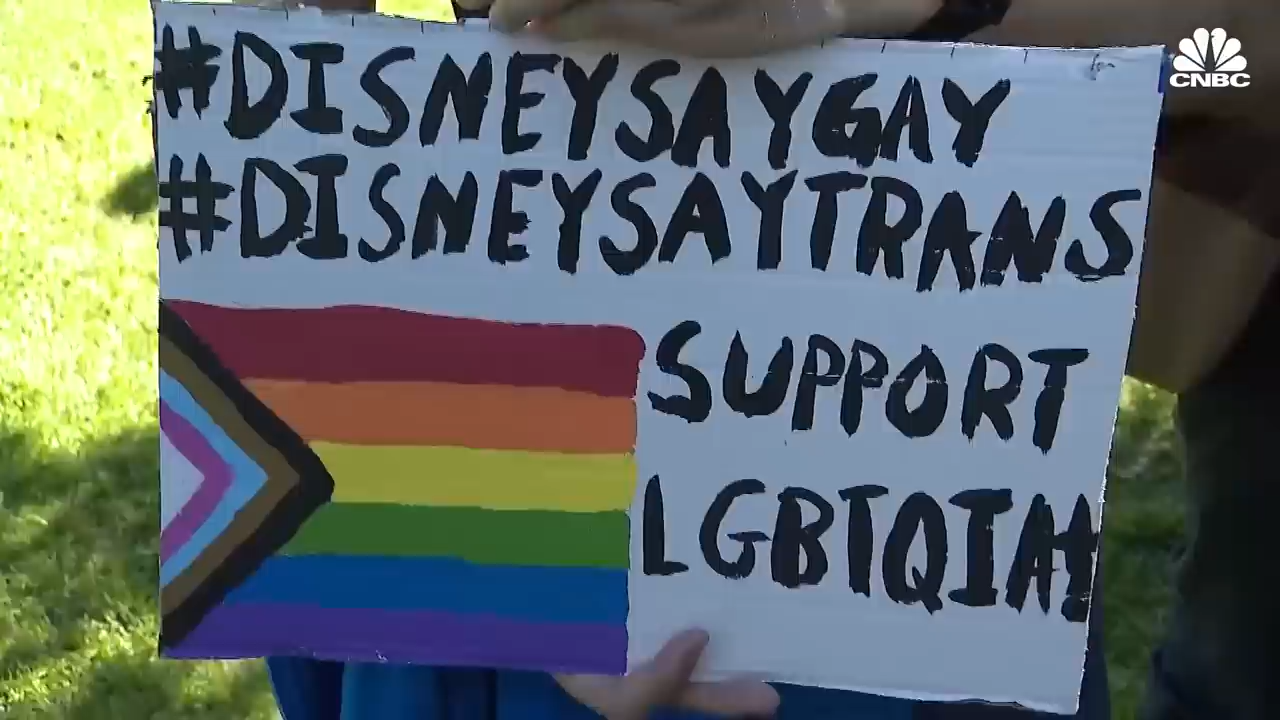 CNBC
#DISNEYSAYGAY
#DISNEYSAYTRANS
SUPPORT
LGBTQIA+!